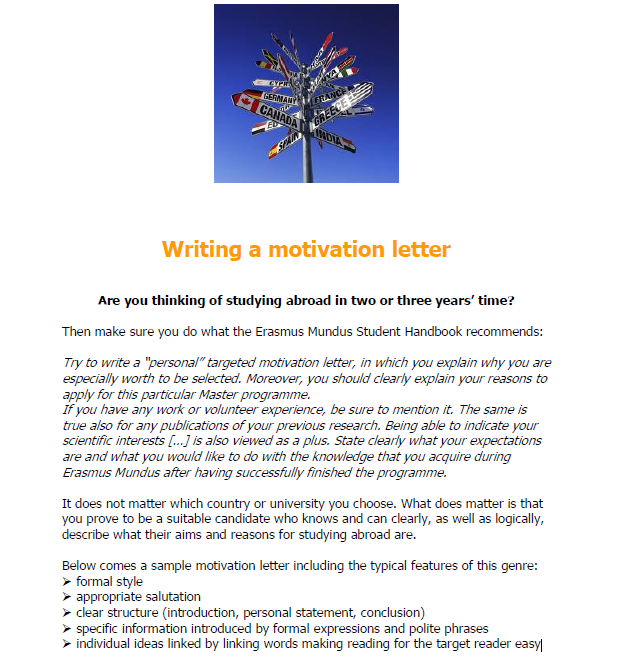 CYPR
GERMANY
FRANCE
CANADA
GREECE
SPAIN
INDIA
Writing a motivation letter
Are you thinking of studying abroad in two or three years’ time?
Then make sure you do what the Erasmus Mundus Student Handbook recommends:
Try to write a “personal” targeted motivation letter, in which you explain why you are
especially worth to be selected. Moreover, you should clearly explain your reasons to
apply for this particular Master programme.
If you have any work or volunteer experience, be sure to mention it. The same is
true also for any publications of your previous research. Being able to indicate your
scientific interests [...] is also viewed as a plus. State clearly what your expectations
are and what you would like to do with the knowledge that you acquire during
Erasmus Mundus after having successfully finished the programme.
It does not matter which country or university you choose. What does matter is that
you prove to be a suitable candidate who knows and can clearly, as well as logically,
describe what their aims and reasons for studying abroad are.
Below comes a sample motivation letter including the typical features of this genre:
➢ formal style
➢ appropriate salutation
➢ clear structure (introduction, personal statement, conclusion)
➢ specific information introduced by formal expressions and polite phrases
➢ individual ideas linked by linking words making reading for the target reader easy